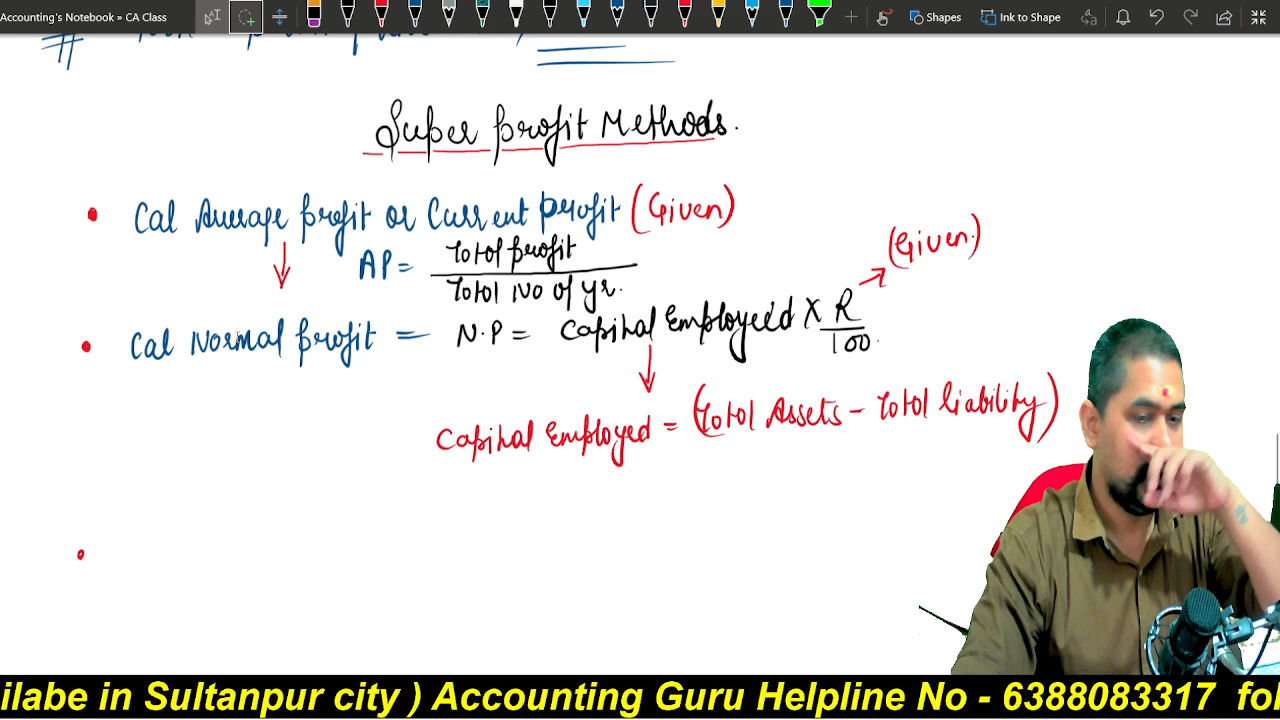 Accounting's Notebook » CA Class
Shapes
Ink to Shape
#
Super Profit Methods.
• Cal Average profit or Current profit (Given)
AP = Total profit / Total No of yr.
(Given)
• Cal Normal profit = N.P = Capital Employeed X R / 100.
Capital Employed = (Total Assets - Total liability)
•
ilabe in Sultanpur city ) Accounting Guru Helpline No - 6388083317 fol